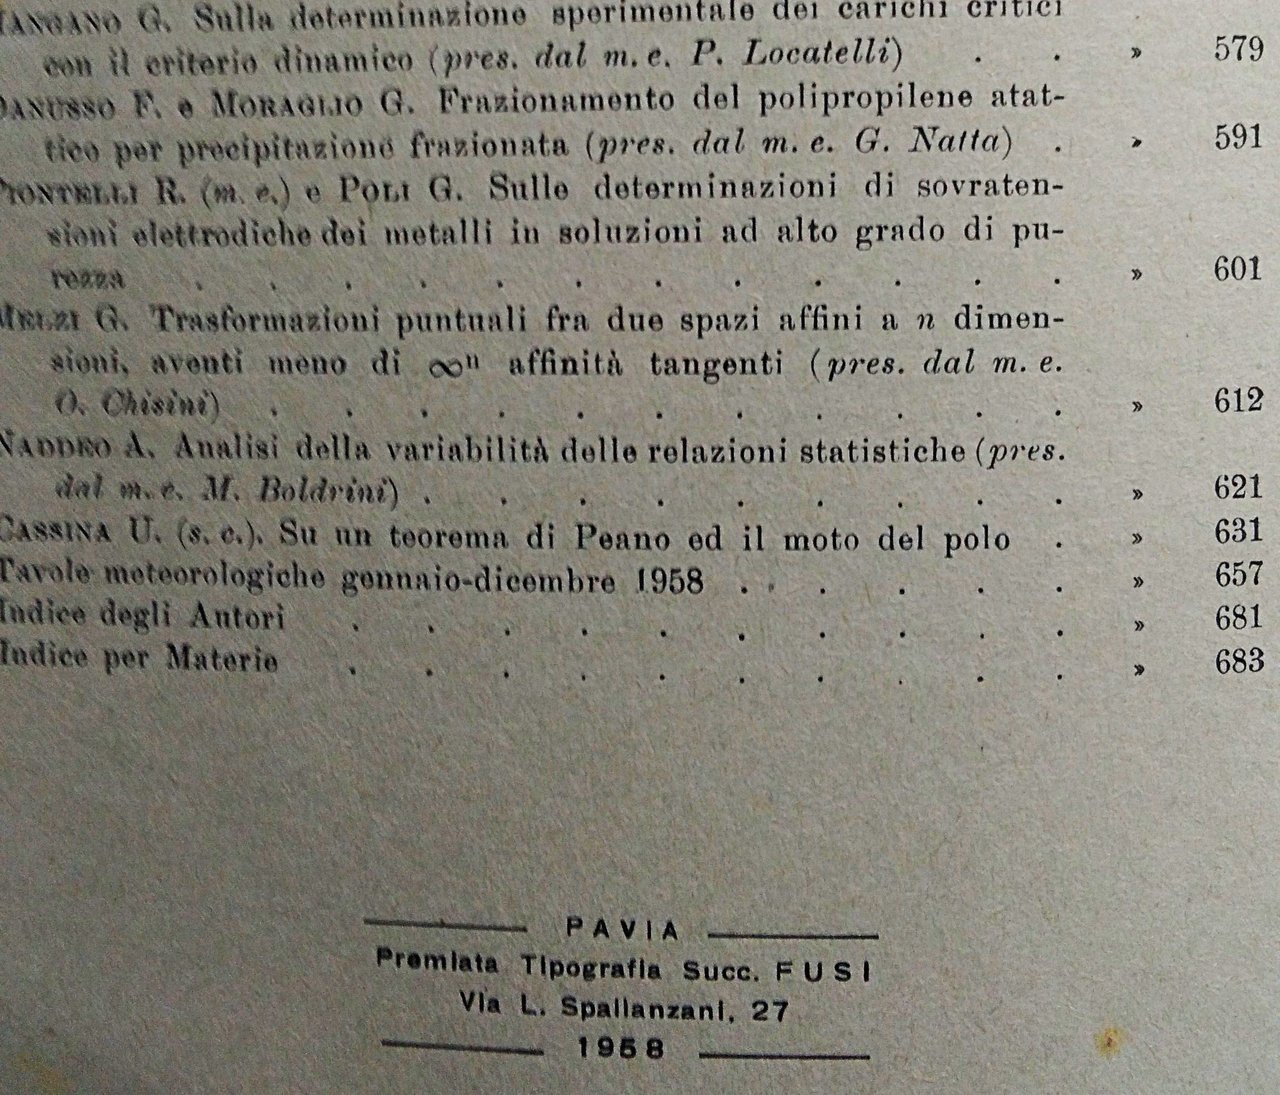 TANGANO G. Sulla determinazione sperimentale dei carichi critici
con il criterio dinamico (pres. dal m. e. P. Locatelli) . . » 579
DANUSSO F. e MORAGLIO G. Frazionamento del polipropilene atat-
tico per precipitazione frazionata (pres. dal m. e. G. Natta) . » 591
PIONTELLI R. (m. e.) e POLI G. Sulle determinazioni di sovraten-
sioni elettrodiche dei metalli in soluzioni ad alto grado di pu-
rezza . . . . . . . . . . . . » 601
MELZI G. Trasformazioni puntuali fra due spazi affini a n dimen-
sioni, aventi meno di ∞ⁿ affinità tangenti (pres. dal m. e.
O. Chisini) . . . . . . . . . . . » 612
NADDEO A. Analisi della variabilità delle relazioni statistiche (pres.
dal m. e. M. Boldrini) . . . . . . . . . » 621
CASSINA U. (s. c.). Su un teorema di Peano ed il moto del polo . » 631
Tavole meteorologiche gennaio-dicembre 1958 . . . . . . » 657
Indice degli Autori . . . . . . . . . . » 681
Indice per Materie . . . . . . . . . . » 683
PAVIA
Premiata Tipografia Succ. FUSI
Via L. Spallanzani, 27
1958